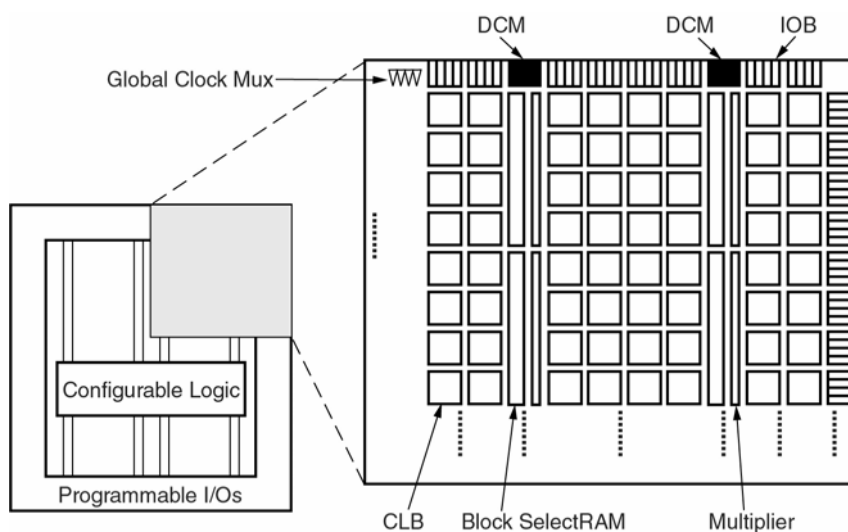 DCM
DCM
IOB
Global Clock Mux
Configurable Logic
Programmable I/Os
CLB
Block SelectRAM
Multiplier